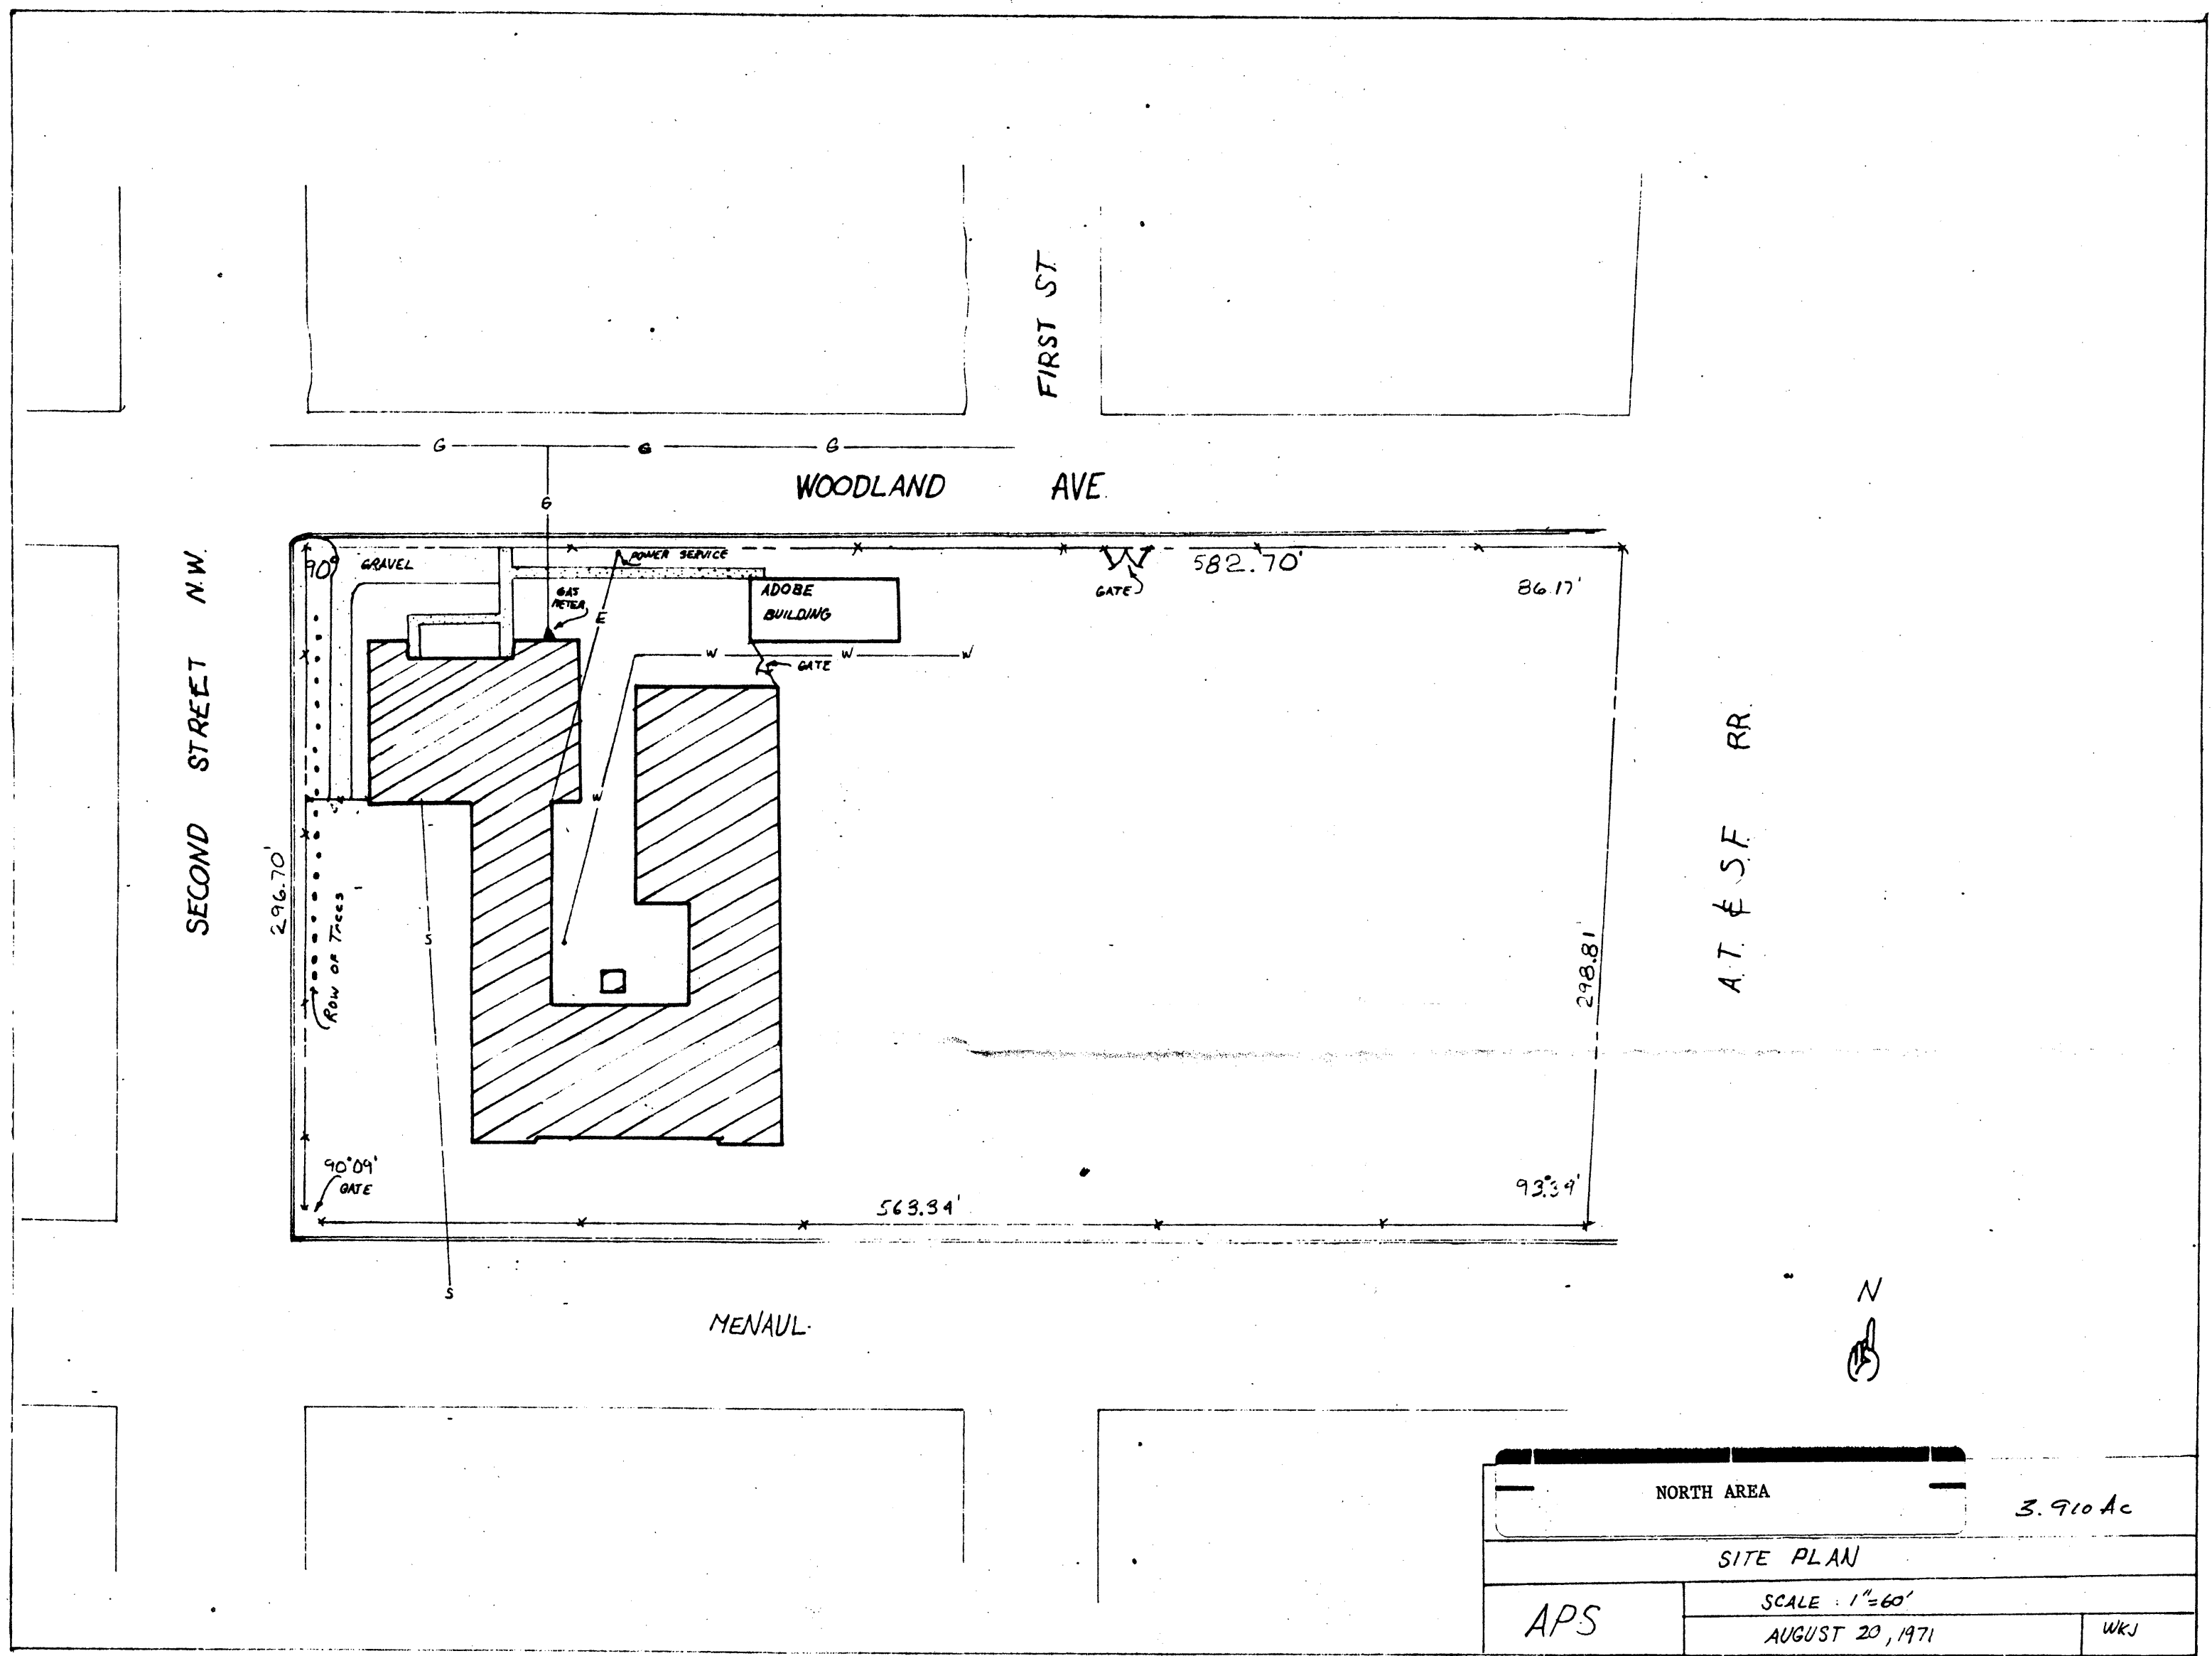 FIRST ST.
G G G
WOODLAND AVE.
G
SECOND STREET N.W.
90°
GRAVEL
POWER SERVICE
582.70'
GATE
86.17'
GAS
METER
E
ADOBE
BUILDING
W W W
GATE
W
A.T. & S.F. RR.
296.70'
ROW OF TREES
S
298.81'
90°09'
GATE
563.34'
93°39'
S
MENAUL
N
NORTH AREA
3.910 Ac
SITE PLAN
APS
SCALE : 1"=60'
AUGUST 20, 1971
WKJ